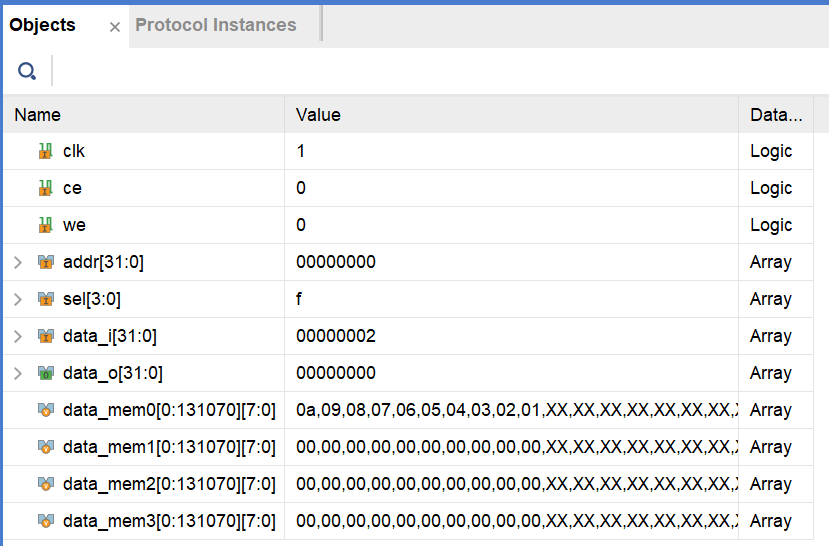 Objects × Protocol Instances
Name Value Data...
clk 1 Logic
ce 0 Logic
we 0 Logic
addr[31:0] 00000000 Array
sel[3:0] f Array
data_i[31:0] 00000002 Array
data_o[31:0] 00000000 Array
data_mem0[0:131070][7:0] 0a,09,08,07,06,05,04,03,02,01,XX,XX,XX,XX,XX,XX,XX,X Array
data_mem1[0:131070][7:0] 00,00,00,00,00,00,00,00,00,00,XX,XX,XX,XX,XX,XX,XX,X Array
data_mem2[0:131070][7:0] 00,00,00,00,00,00,00,00,00,00,XX,XX,XX,XX,XX,XX,XX,X Array
data_mem3[0:131070][7:0] 00,00,00,00,00,00,00,00,00,00,XX,XX,XX,XX,XX,XX,XX,X Array